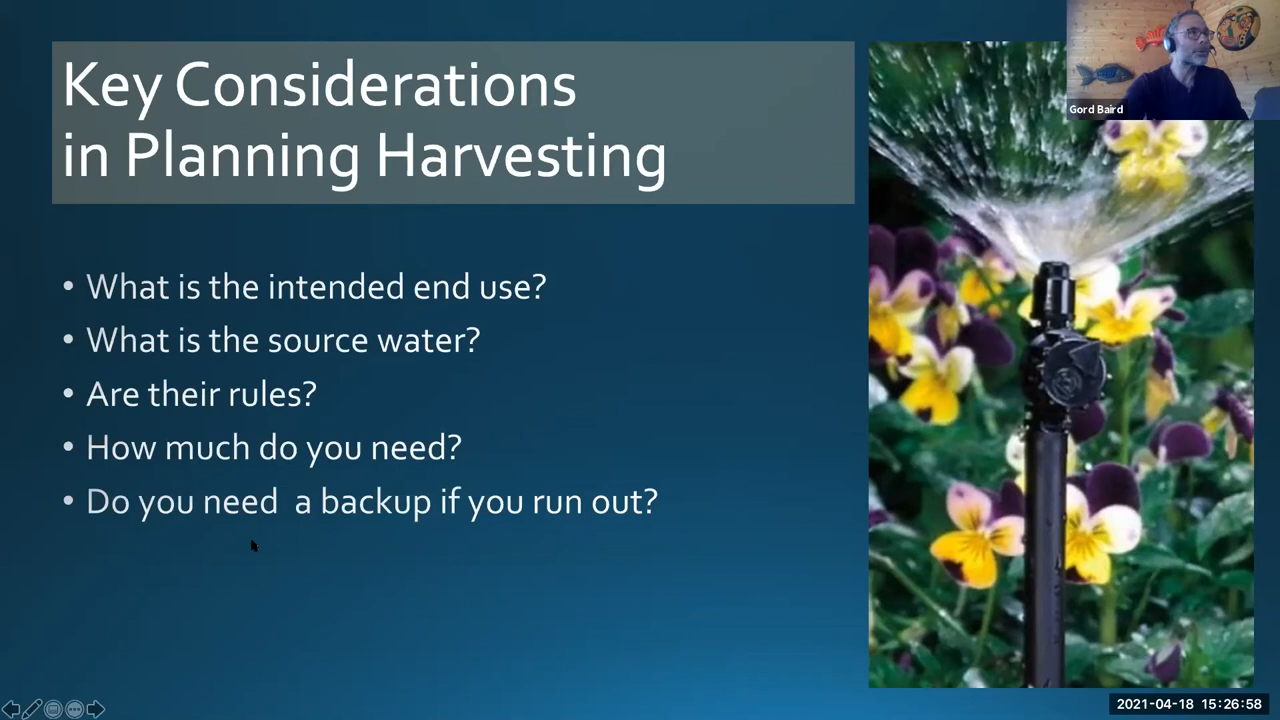 Key Considerations
in Planning Harvesting
Gord Baird
• What is the intended end use?
• What is the source water?
• Are their rules?
• How much do you need?
• Do you need  a backup if you run out?
2021-04-18 15:26:58